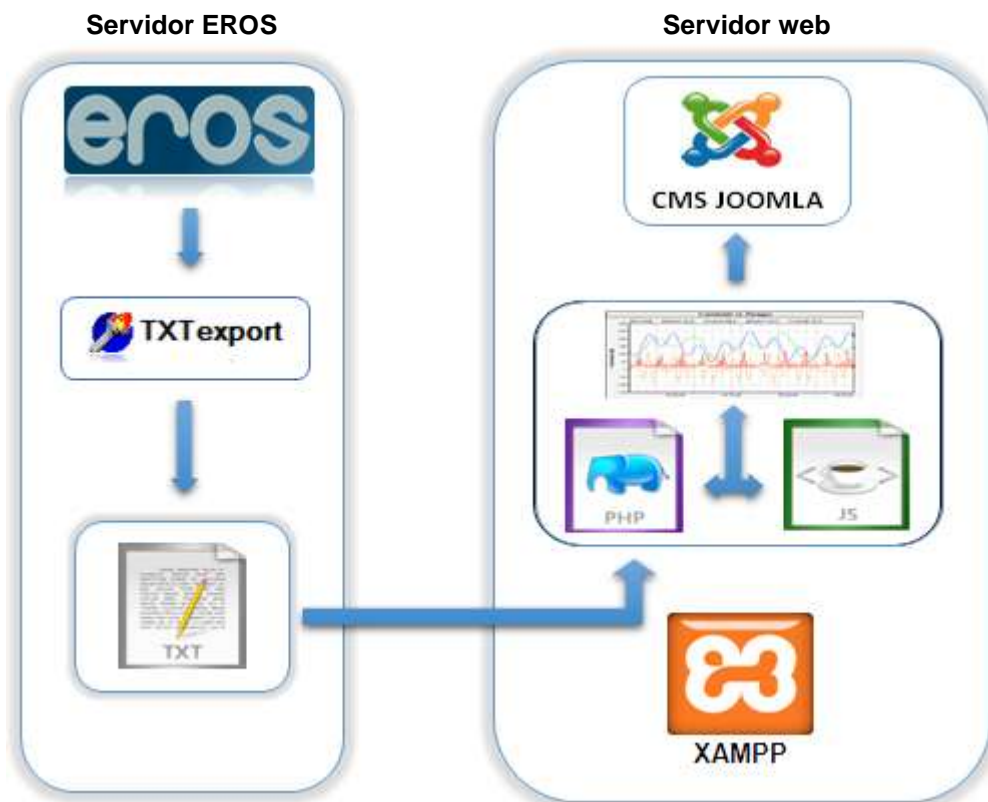 Servidor EROS
Servidor web
eros
TXTexport
TXT
CMS JOOMLA
PHP
JS
XAMPP